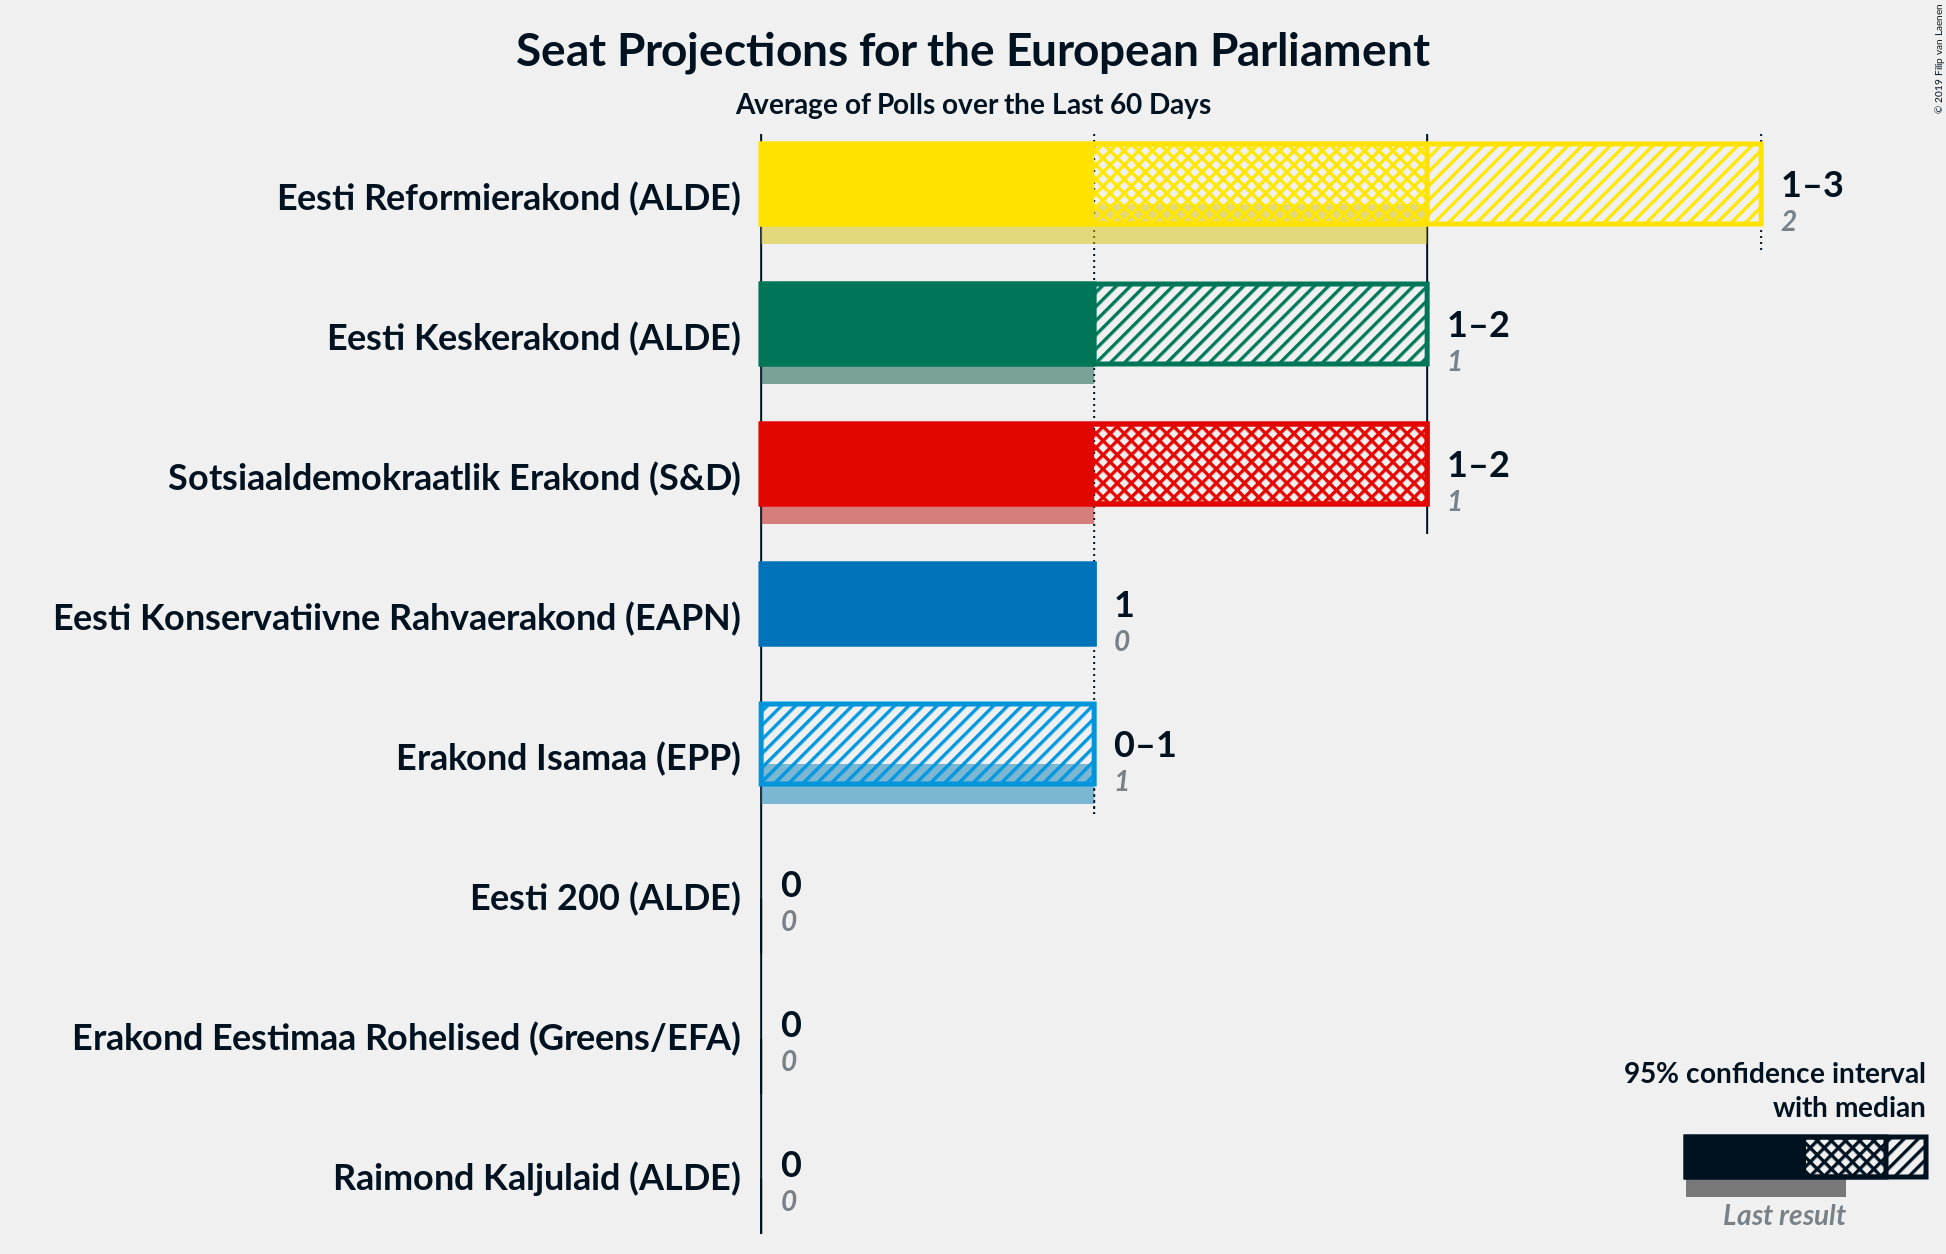 Seat Projections for the European Parliament
Average of Polls over the Last 60 Days
© 2019 Filip van Laenen
Eesti Reformierakond (ALDE)
1–3
2
Eesti Keskerakond (ALDE)
1–2
1
Sotsiaaldemokraatlik Erakond (S&D)
1–2
1
Eesti Konservatiivne Rahvaerakond (EAPN)
1
0
Erakond Isamaa (EPP)
0–1
1
Eesti 200 (ALDE)
0
0
Erakond Eestimaa Rohelised (Greens/EFA)
0
0
Raimond Kaljulaid (ALDE)
0
0
95% confidence interval
with median
Last result